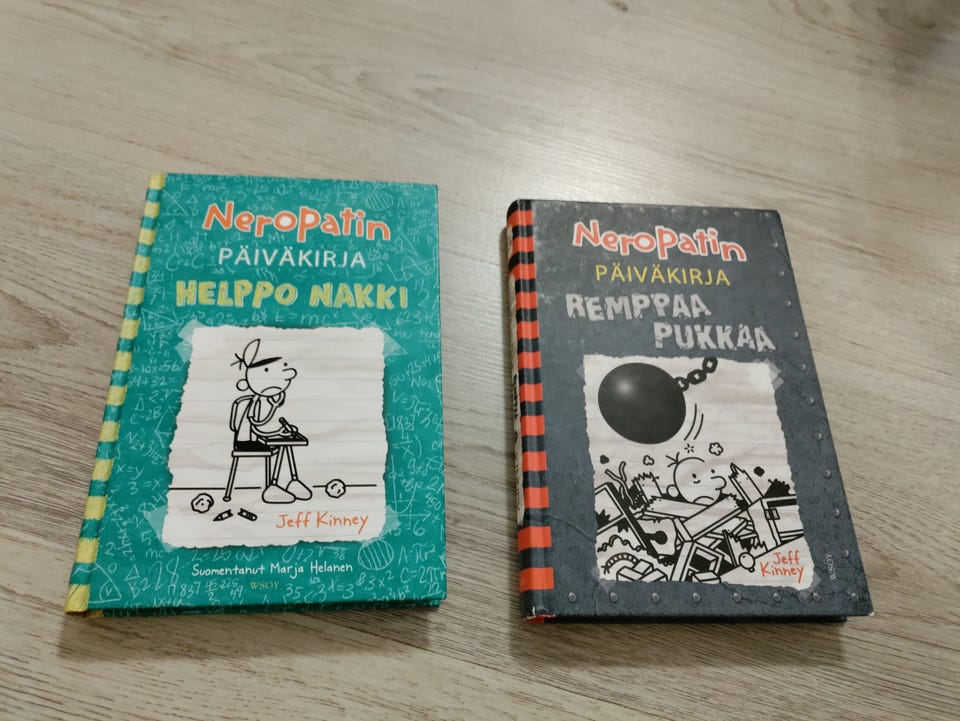 Neropatin
PÄIVÄKIRJA
HELPPO NAKKI
Jeff Kinney
Suomentanut Marja Helanen
WSOY
Neropatin
PÄIVÄKIRJA
REMPPAA
PUKKAA
Jeff
Kinney
WSOY